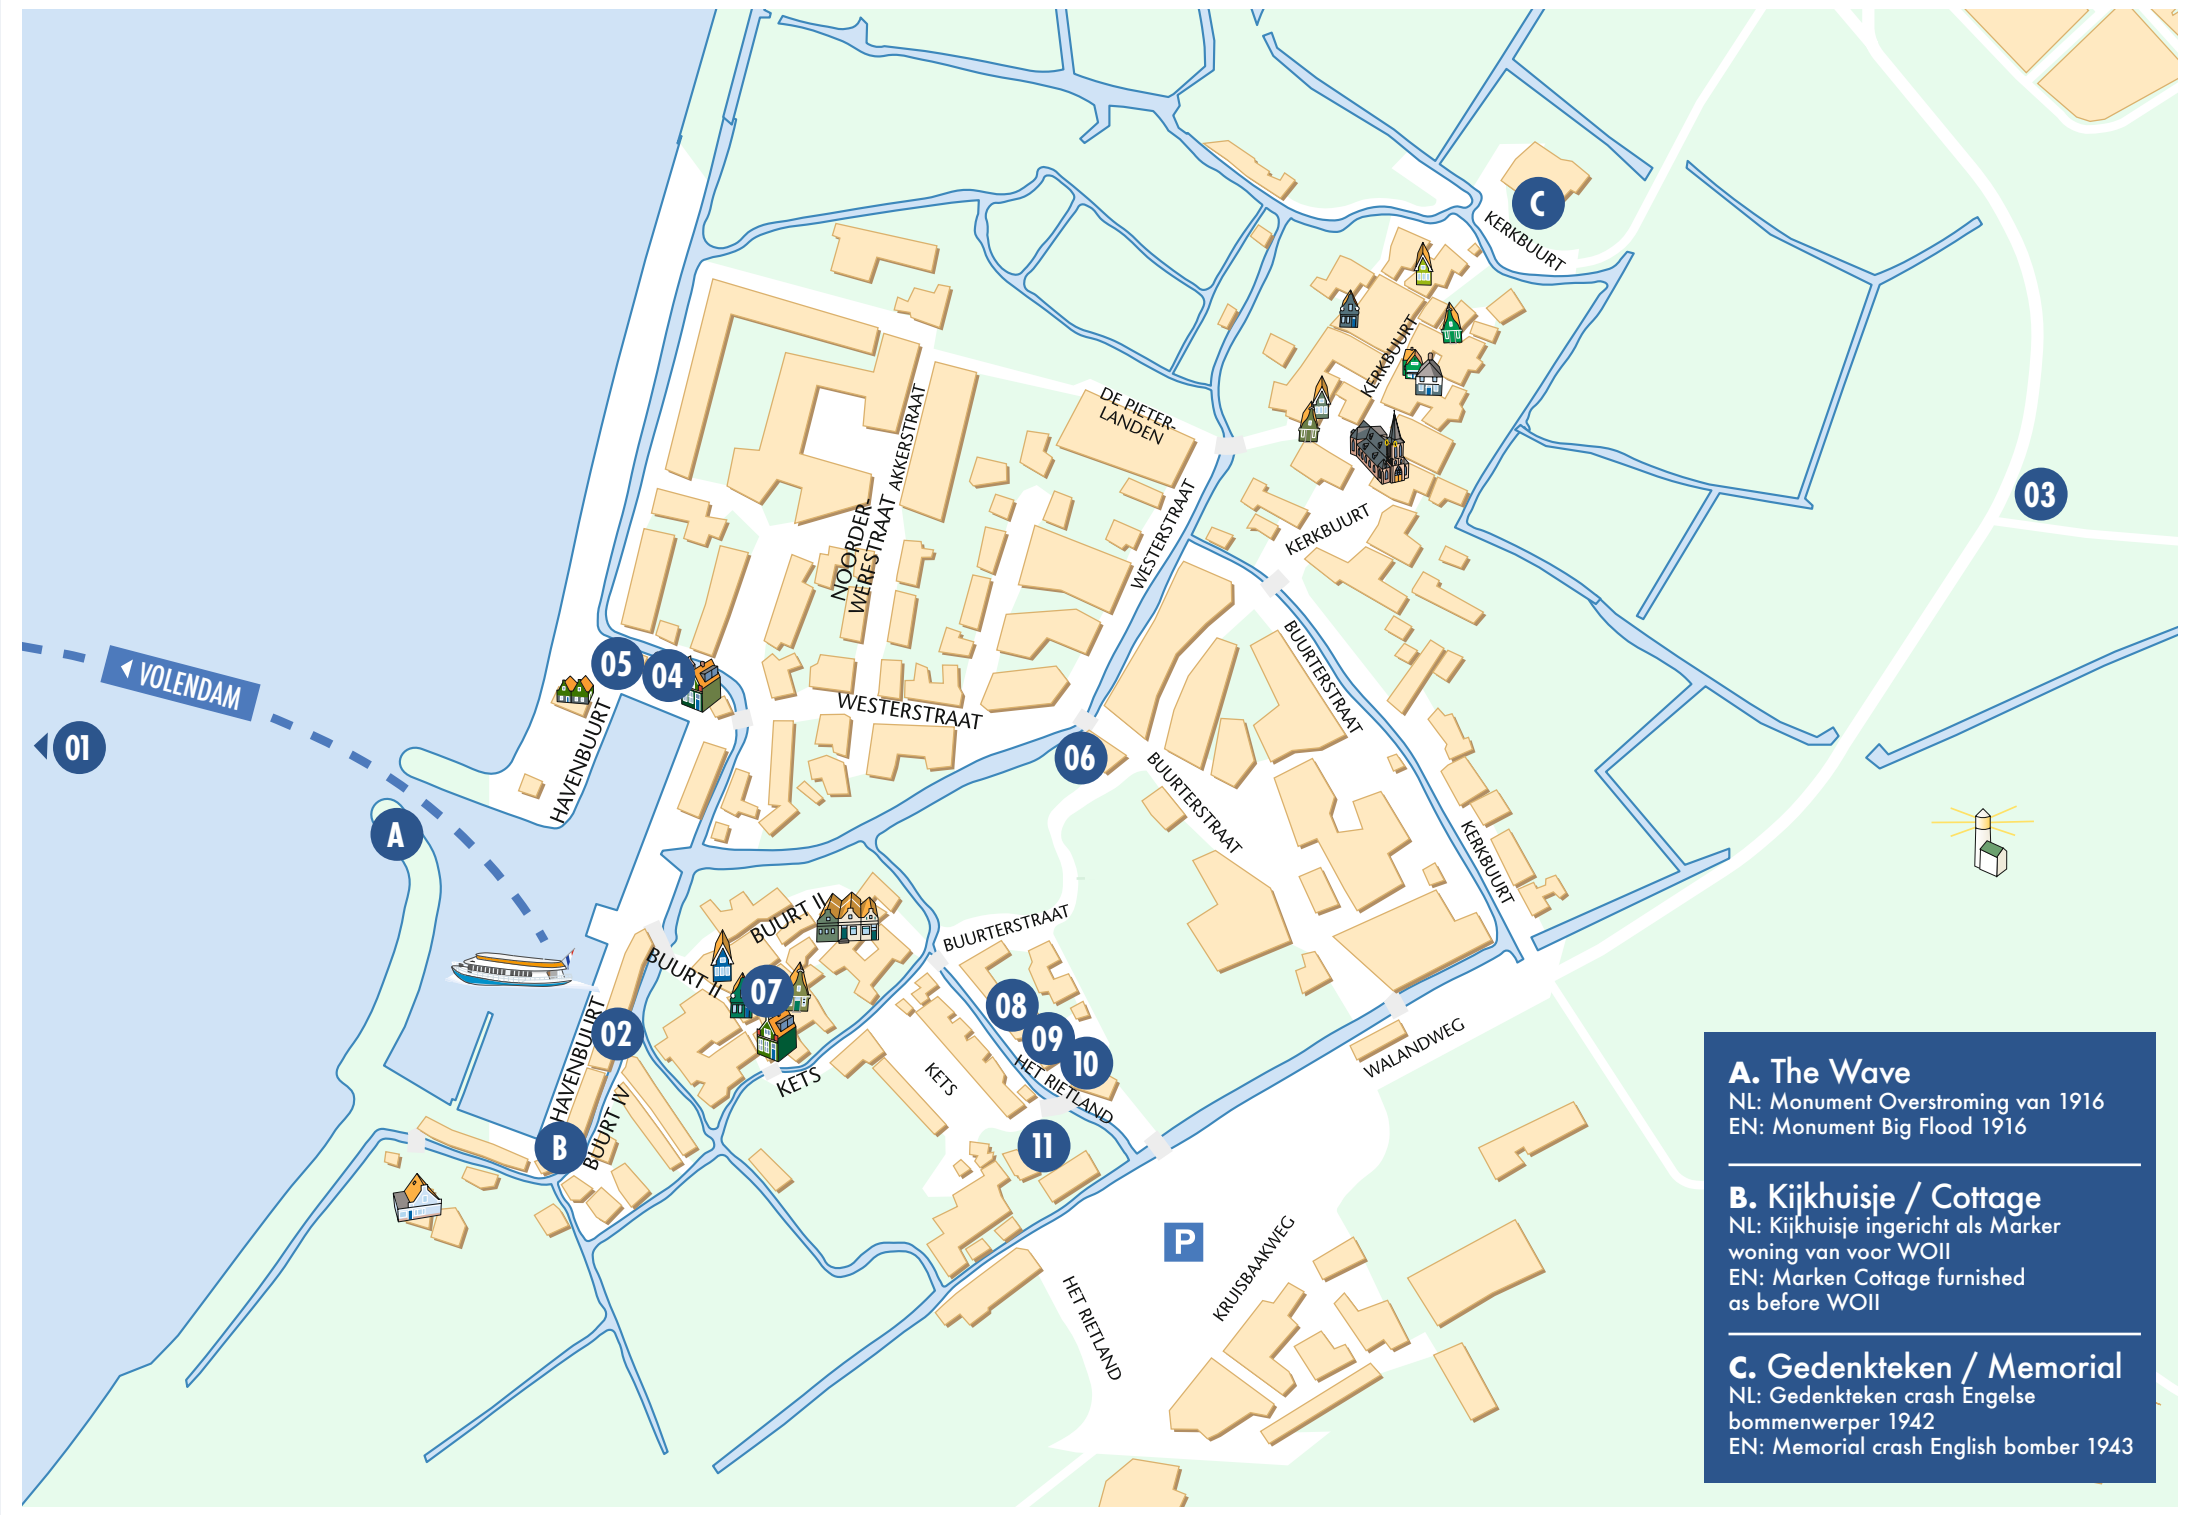 C
KERKBUURT
KERKBUURT
DE PIETER-
LANDEN
AKKERSTRAAT
NOORDER-
WERFSTRAAT
WESTERSTRAAT
KERKBUURT
03
BUURTERSTRAAT
05
04
VOLENDAM
01
HAVENBUURT
WESTERSTRAAT
06
BUURTERSTRAAT
A
KERKBUURT
BUURT II
BUURTERSTRAAT
BUURT II
07
08
02
09
10
HAVENBUURT
KETS
KETS
HET RIETLAND
WALANDWEG
BUURT IV
B
11
P
KRUISBAAKWEG
HET RIETLAND
A. The Wave
NL: Monument Overstroming van 1916
EN: Monument Big Flood 1916
B. Kijkhuisje / Cottage
NL: Kijkhuisje ingericht als Marker
woning van voor WOII
EN: Marken Cottage furnished
as before WOII
C. Gedenkteken / Memorial
NL: Gedenkteken crash Engelse
bommenwerper 1942
EN: Memorial crash English bomber 1943